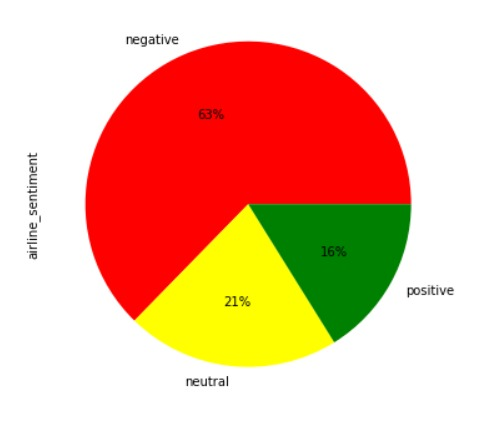 negative
63%
airline_sentiment
16%
positive
21%
neutral